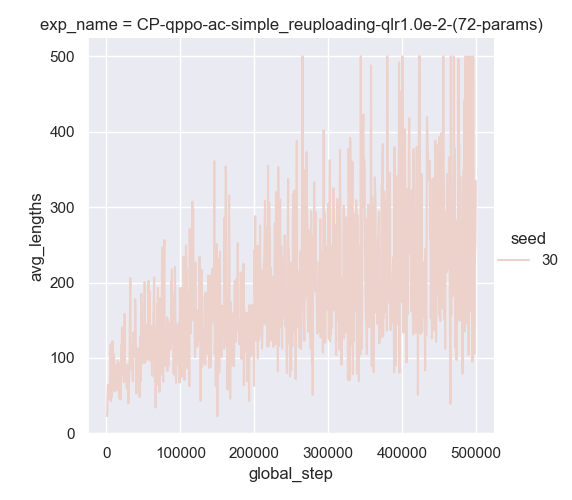 exp_name = CP-qppo-ac-simple_reuploading-qlr1.0e-2-(72-params)
500
400
300
200
100
0
avg_lengths
0 100000 200000 300000 400000 500000
global_step
seed
30